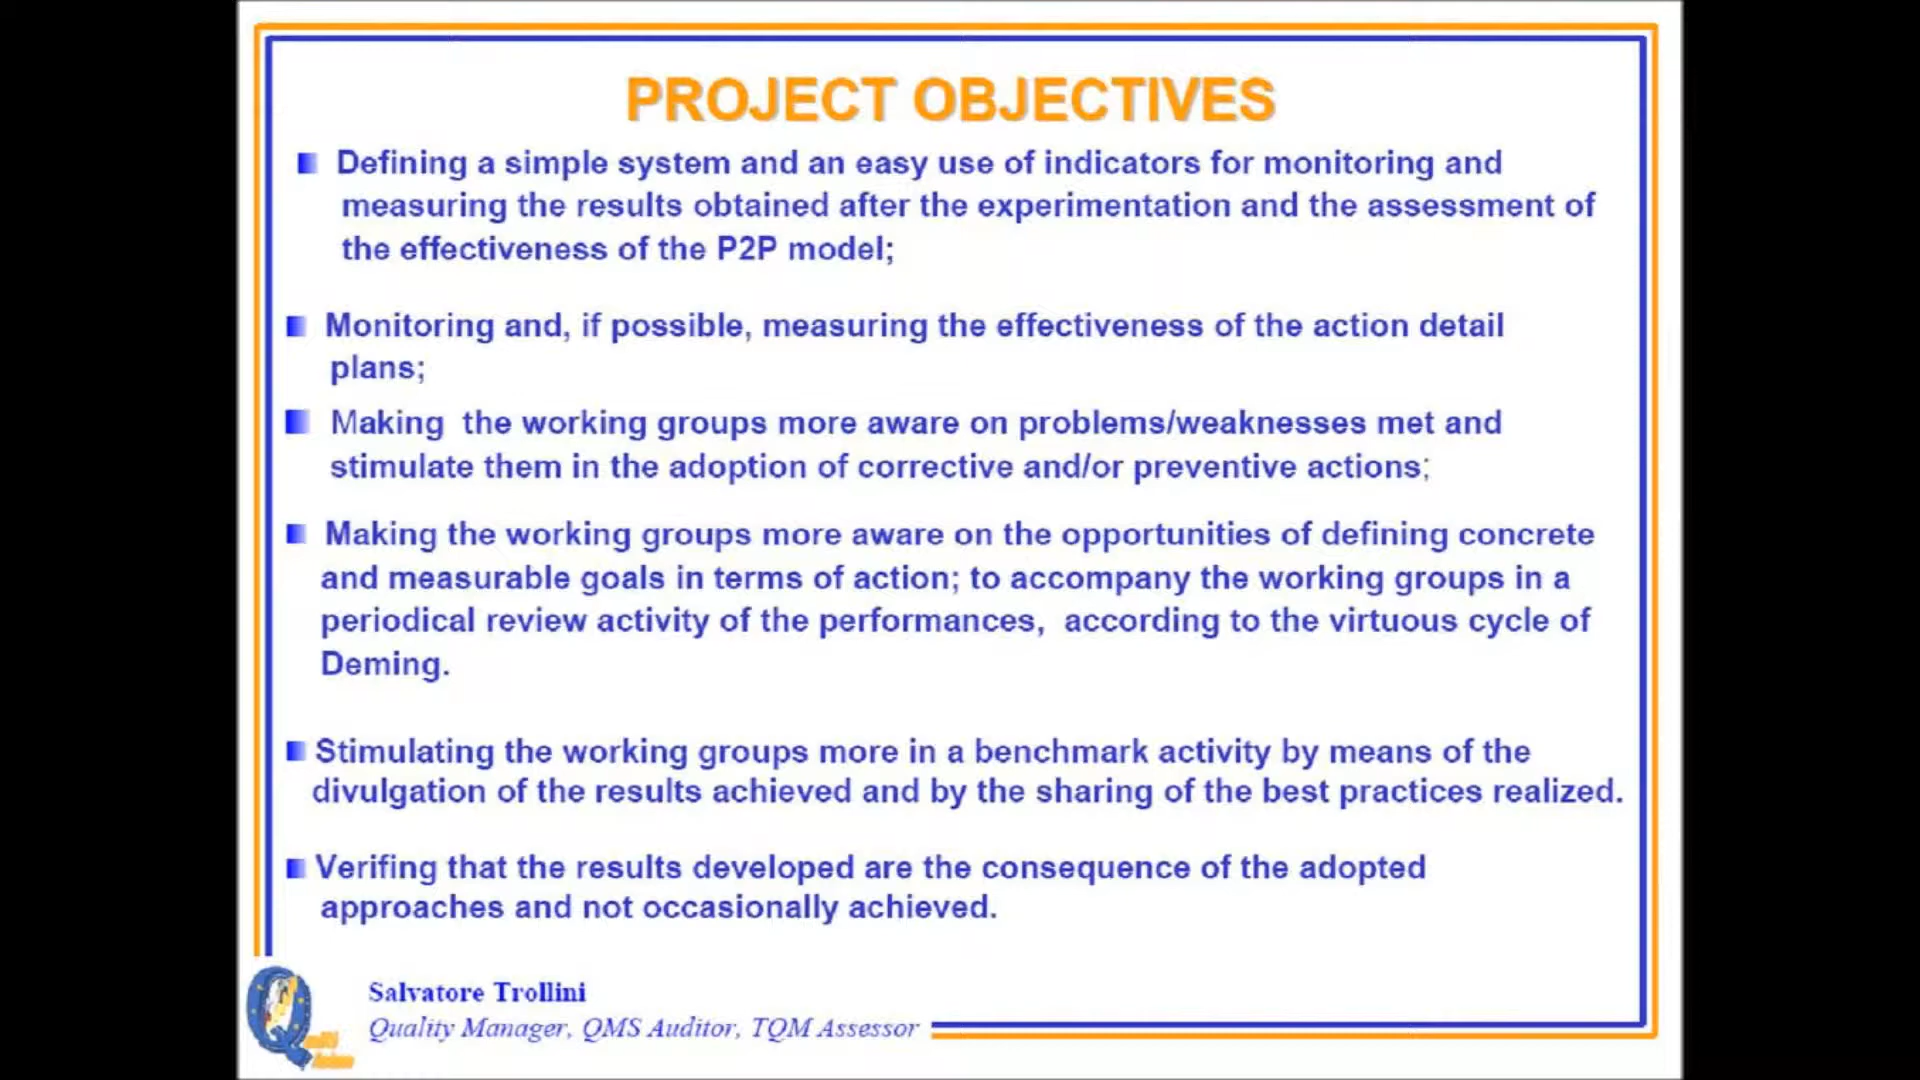 PROJECT OBJECTIVES
Defining a simple system and an easy use of indicators for monitoring and
measuring the results obtained after the experimentation and the assessment of
the effectiveness of the P2P model;
Monitoring and, if possible, measuring the effectiveness of the action detail
plans;
Making the working groups more aware on problems/weaknesses met and
stimulate them in the adoption of corrective and/or preventive actions;
Making the working groups more aware on the opportunities of defining concrete
and measurable goals in terms of action; to accompany the working groups in a
periodical review activity of the performances, according to the virtuous cycle of
Deming.
Stimulating the working groups more in a benchmark activity by means of the
divulgation of the results achieved and by the sharing of the best practices realized.
Verifing that the results developed are the consequence of the adopted
approaches and not occasionally achieved.
Salvatore Trollini
Quality Manager, QMS Auditor, TQM Assessor